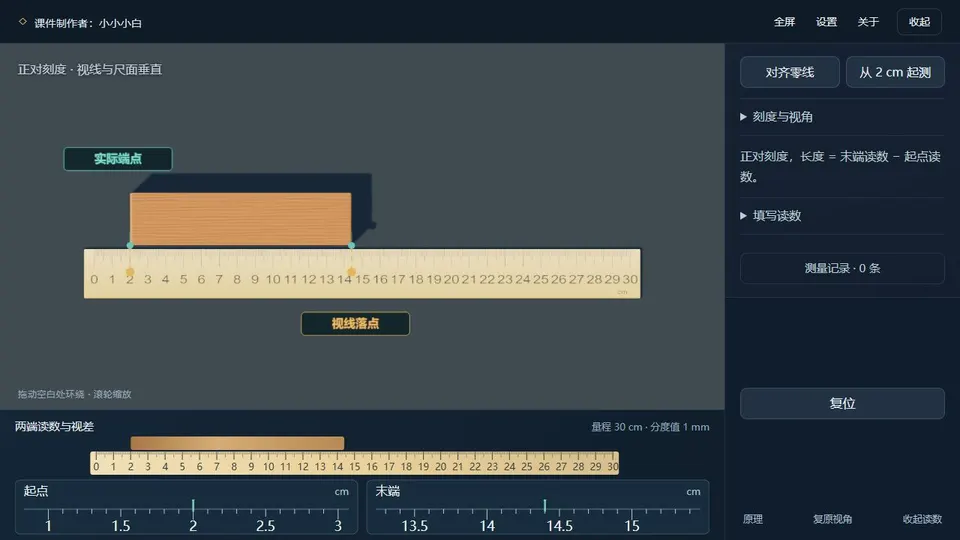 ◇ 课件制作者：小小小白
全屏 设置 关于 收起
正对刻度 · 视线与尺面垂直
实际端点
0 1 2 3 4 5 6 7 8 9 10 11 12 13 14 15 16 17 18 19 20 21 22 23 24 25 26 27 28 29 30
cm
视线落点
拖动空白处环绕 · 滚轮缩放
对齐零线 从 2 cm 起测
▶ 刻度与视角
正对刻度，长度 = 末端读数 − 起点读
数。
▶ 填写读数
测量记录 · 0 条
复位
两端读数与视差 量程 30 cm · 分度值 1 mm
0 1 2 3 4 5 6 7 8 9 10 11 12 13 14 15 16 17 18 19 20 21 22 23 24 25 26 27 28 29 30
起点 cm
1 1.5 2 2.5 3
末端 cm
13.5 14 14.5 15
原理 复原视角 收起读数